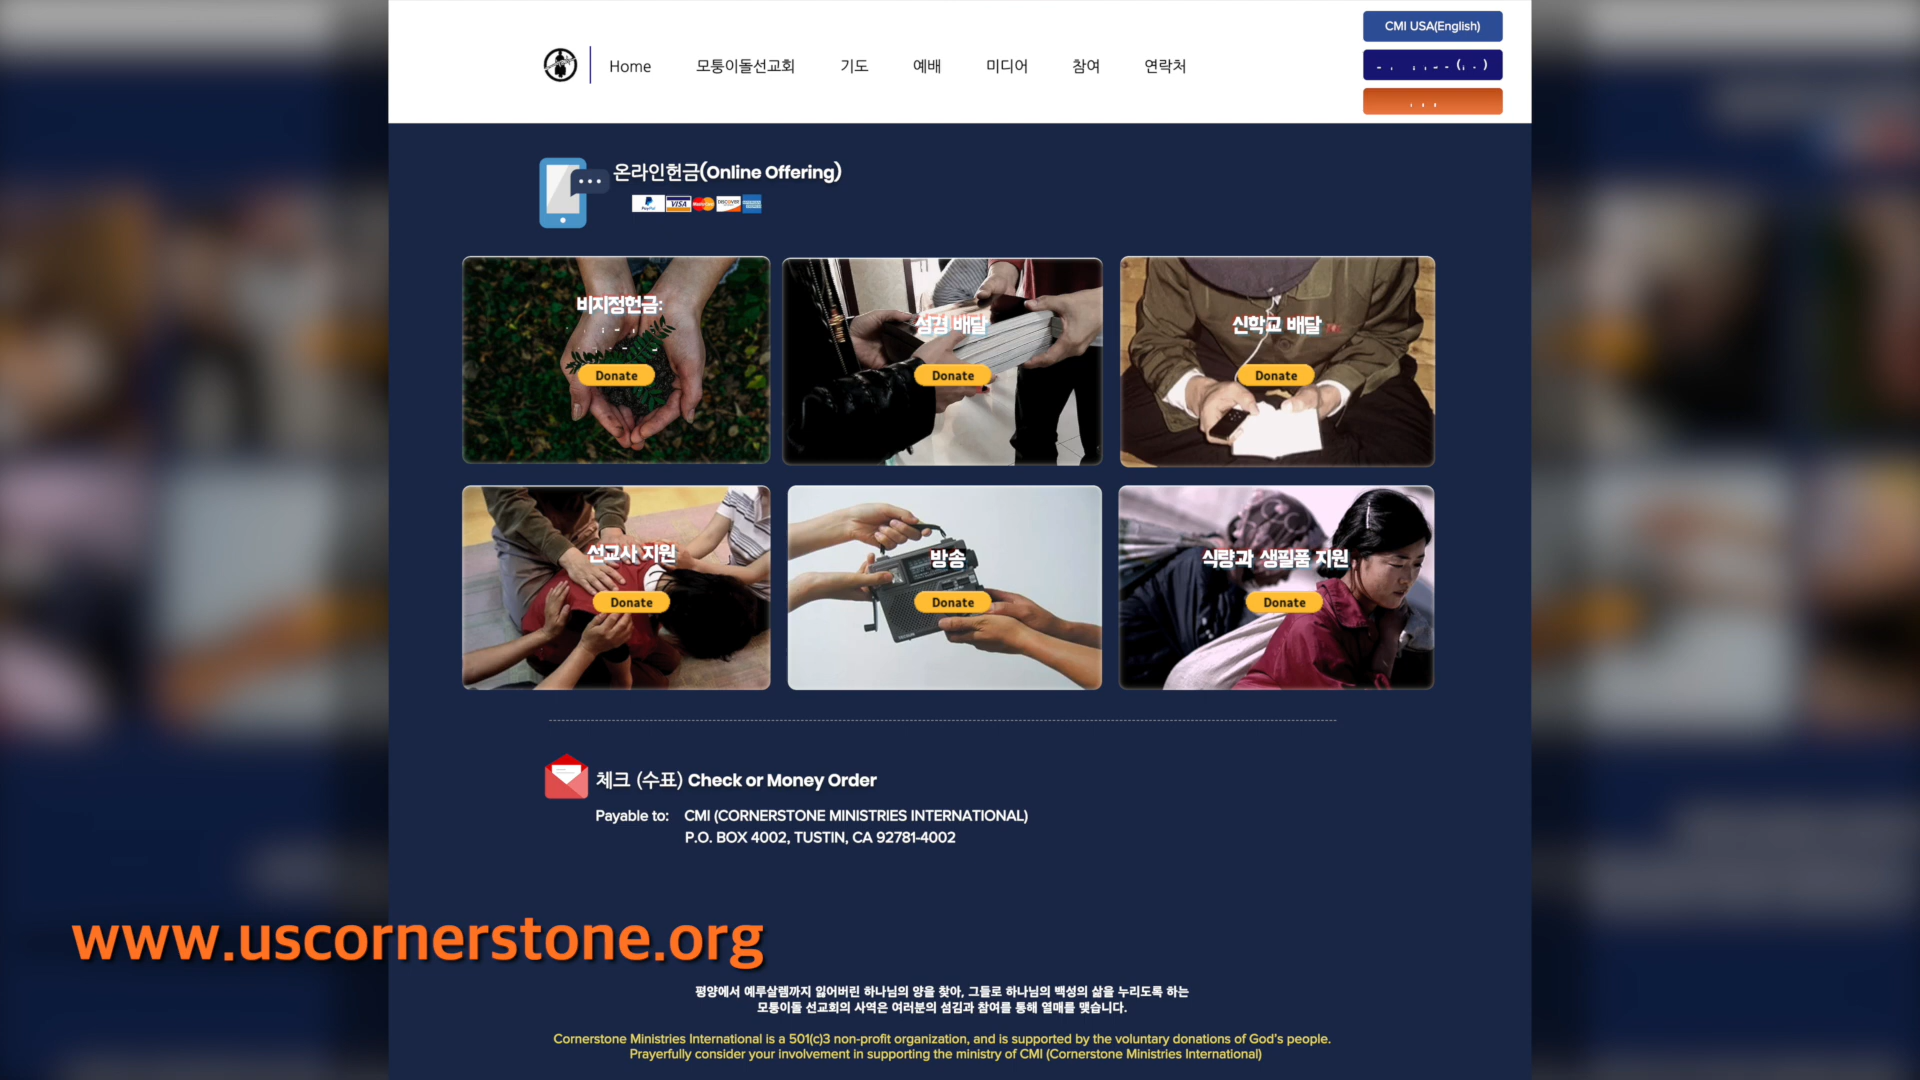 CMI USA(English)
Home 모퉁이돌선교회 기도 예배 미디어 참여 연락처
온라인헌금(Online Offering)
PayPal VISA MasterCard DISCOVER
비지정헌금:
성경 배달
신학교 배달
Donate
Donate
Donate
선교사 지원
방송
식량과 생필품 지원
Donate
Donate
Donate
체크 (수표) Check or Money Order
Payable to: CMI (CORNERSTONE MINISTRIES INTERNATIONAL)
P.O. BOX 4002, TUSTIN, CA 92781-4002
www.uscornerstone.org
평양에서 예루살렘까지 잃어버린 하나님의 양을 찾아, 그들로 하나님의 백성의 삶을 누리도록 하는
모퉁이돌 선교회의 사역은 여러분의 섬김과 참여를 통해 열매를 맺습니다.
Cornerstone Ministries International is a 501(c)3 non-profit organization, and is supported by the voluntary donations of God's people.
Prayerfully consider your involvement in supporting the ministry of CMI (Cornerstone Ministries International)